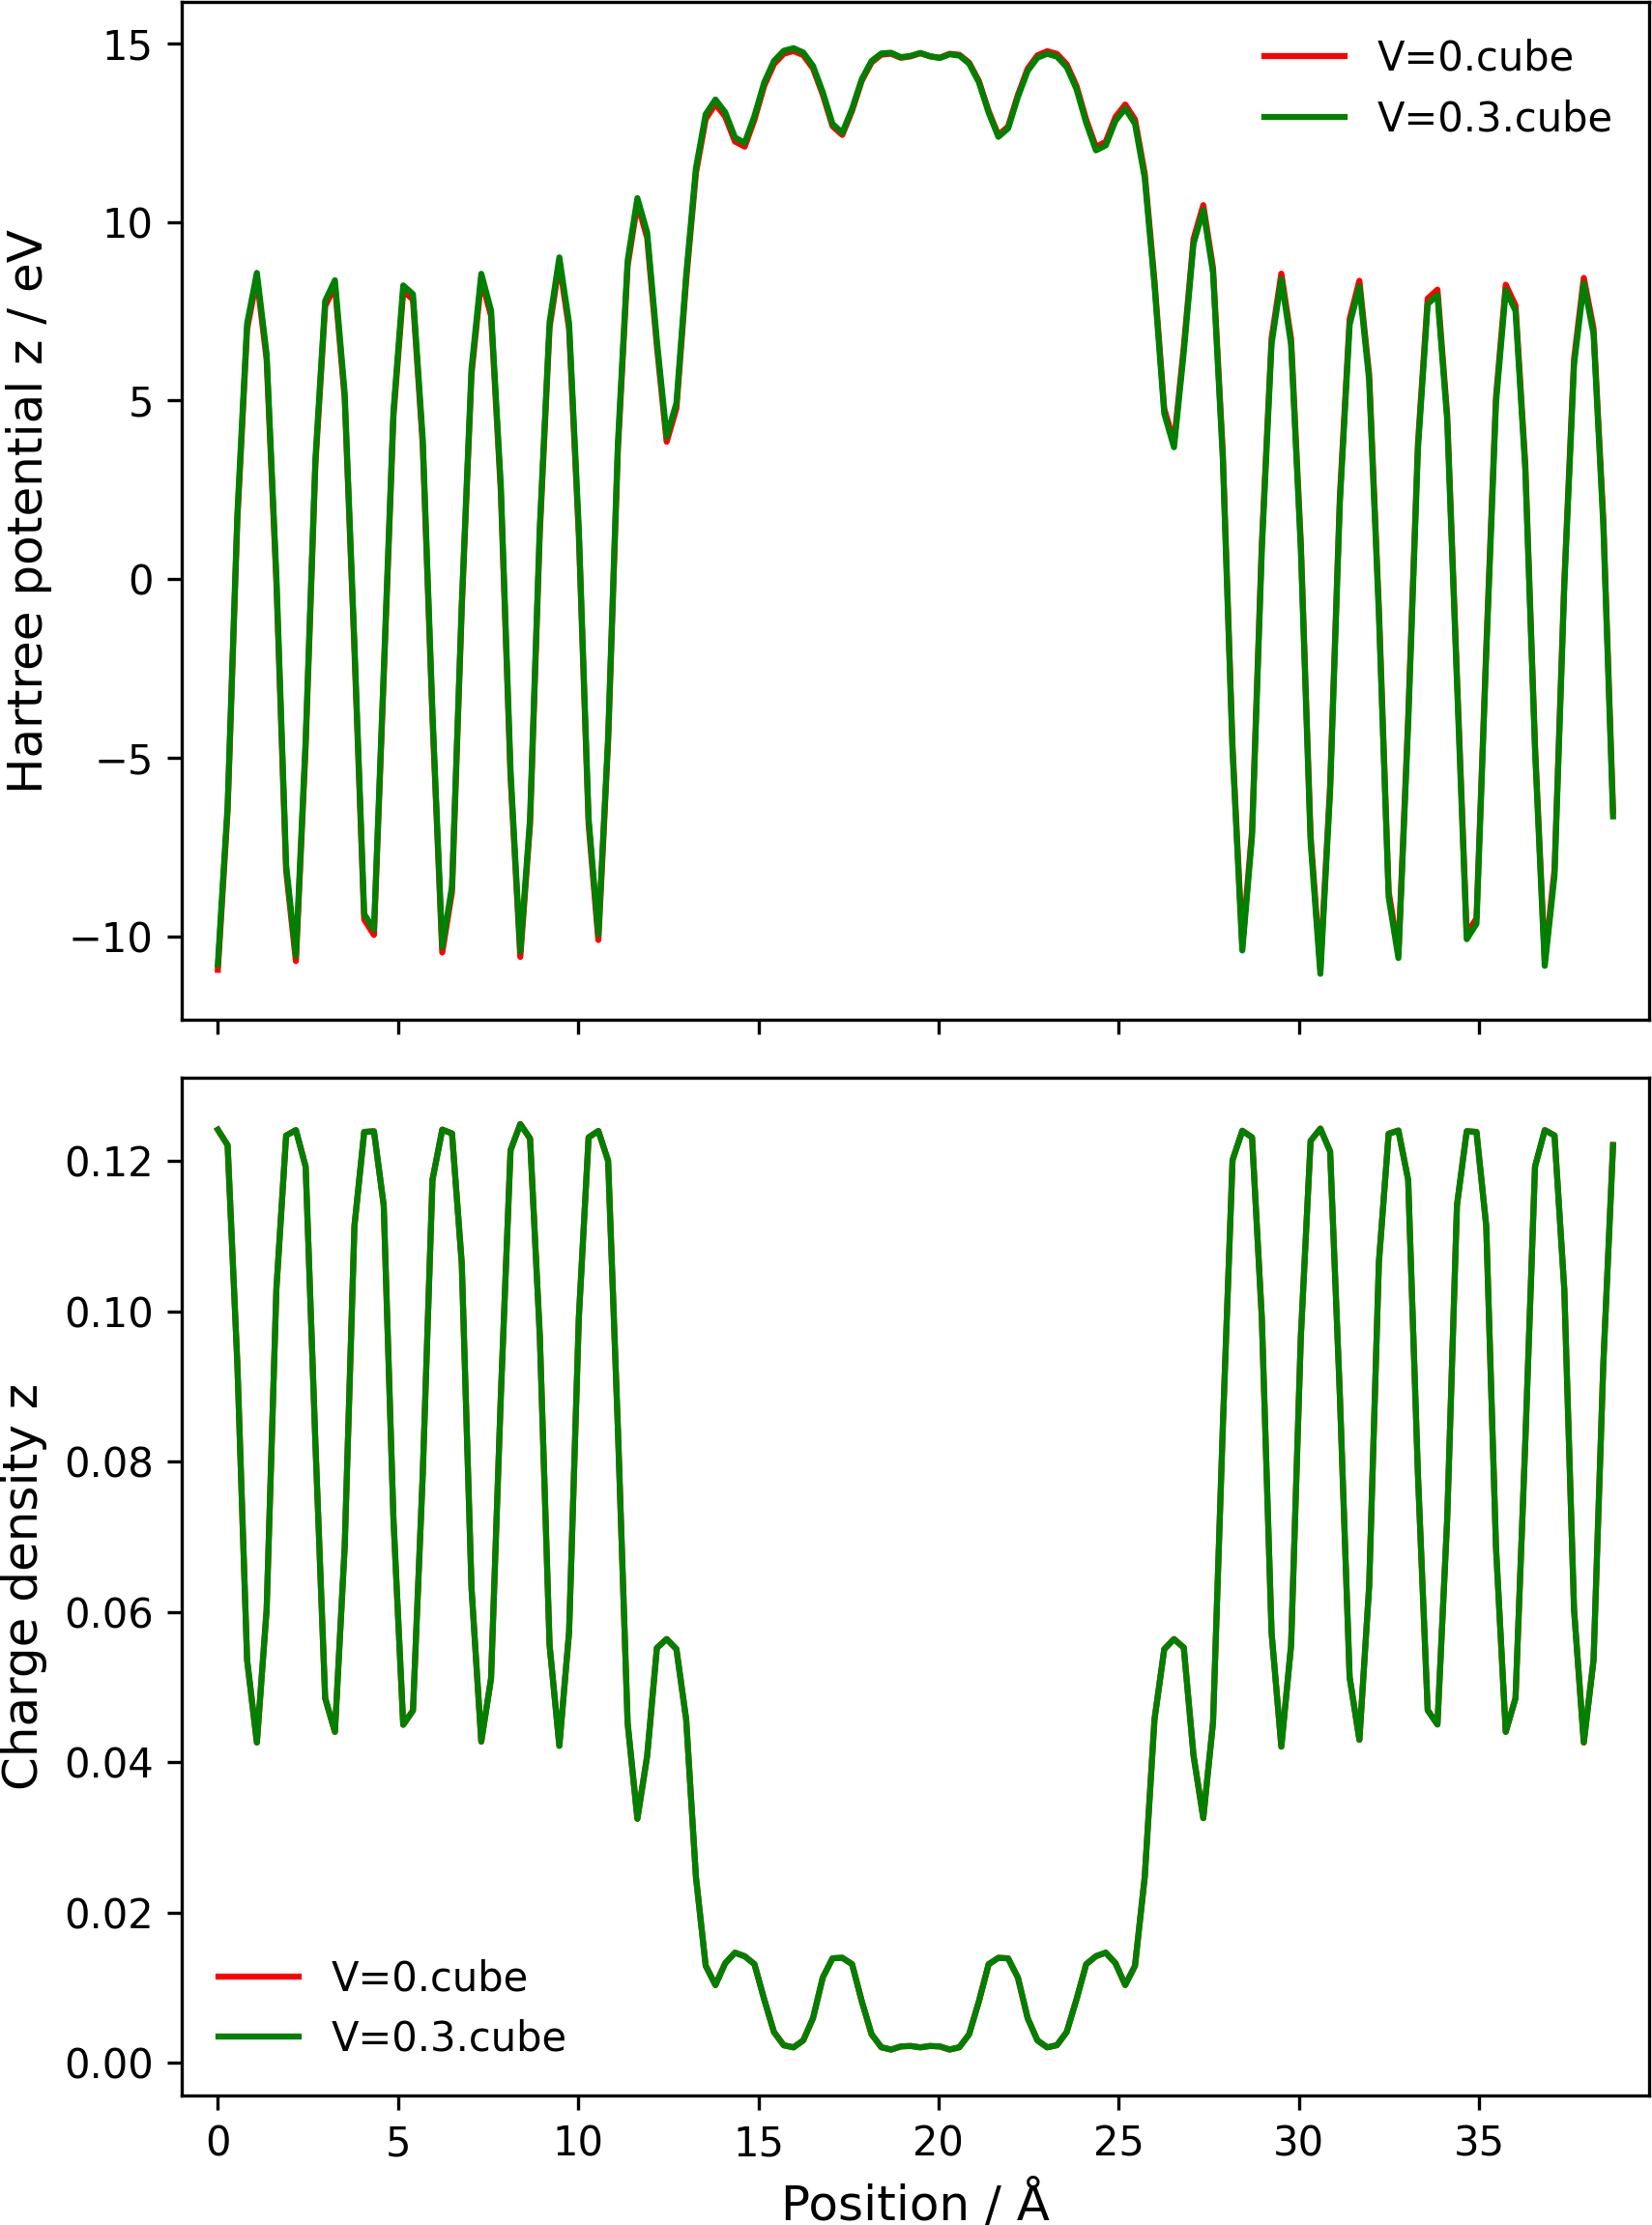 Hartree potential z / eV
15
10
5
0
−5
−10
V=0.cube
V=0.3.cube
Charge density z
0.12
0.10
0.08
0.06
0.04
0.02
0.00
V=0.cube
V=0.3.cube
0 5 10 15 20 25 30 35
Position / Å